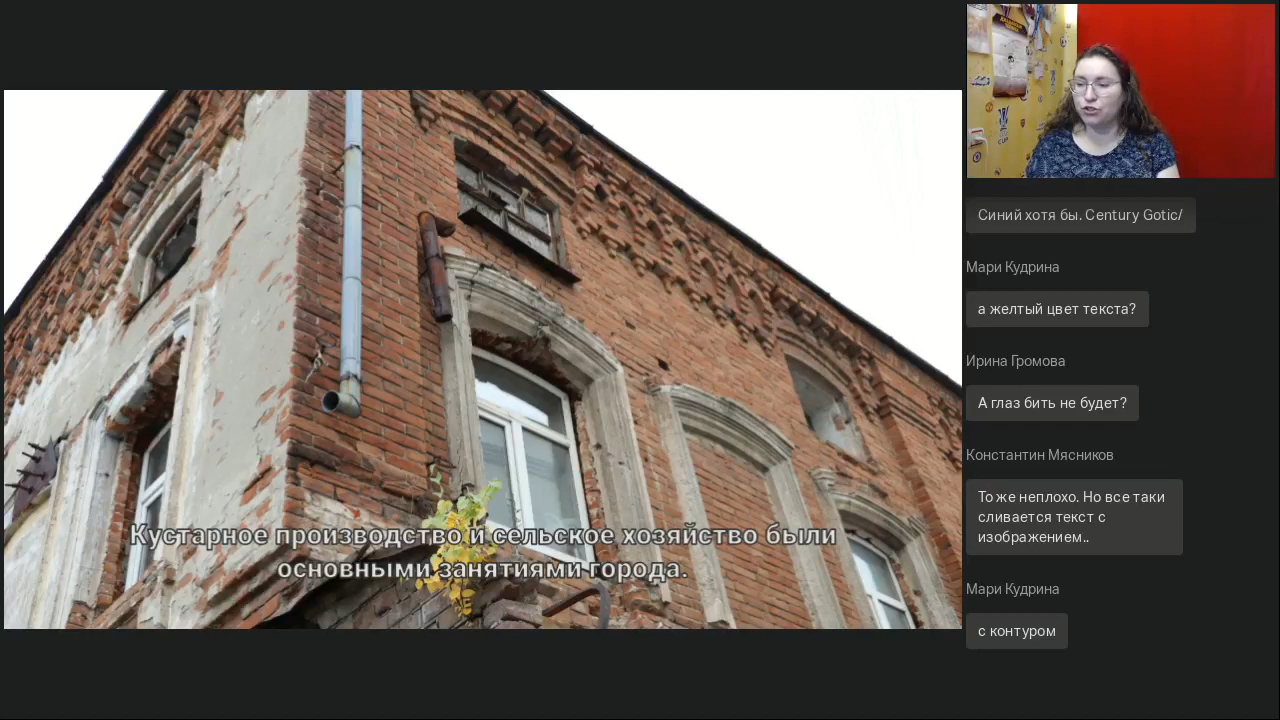 Кустарное производство и сельское хозяйство были
основными занятиями города.
CUP
Синий хотя бы. Century Gotic/
Мари Кудрина
а желтый цвет текста?
Ирина Громова
А глаз бить не будет?
Константин Мясников
То же неплохо. Но все таки
сливается текст с
изображением..
Мари Кудрина
с контуром